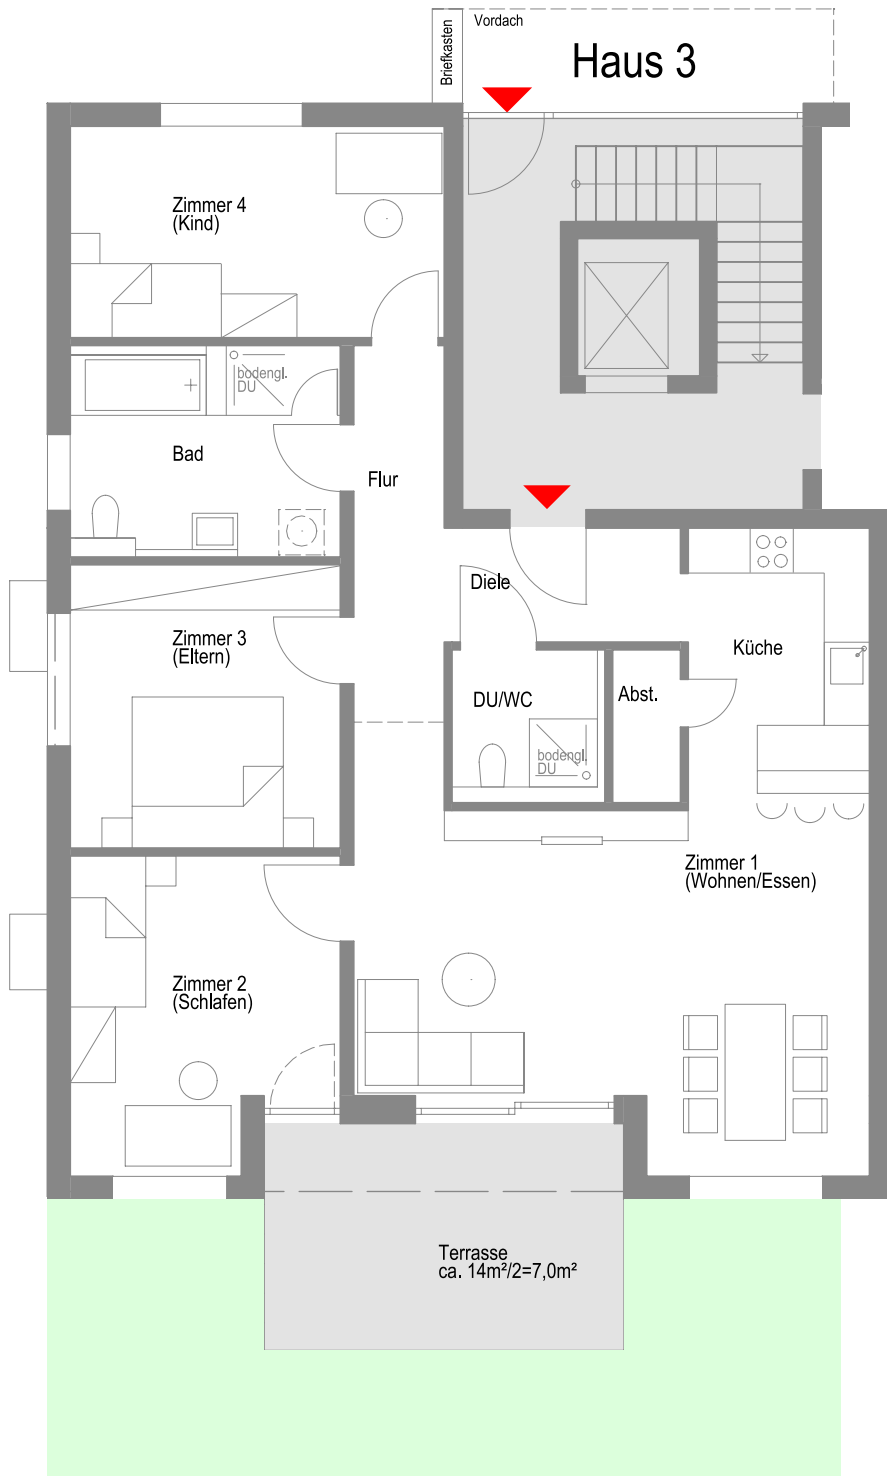 Vordach
Briefkasten
Haus 3
Zimmer 4
(Kind)
bodengl.
DU
Bad
Flur
Diele
Zimmer 3
(Eltern)
Küche
DU/WC
Abst.
bodengl.
DU
Zimmer 1
(Wohnen/Essen)
Zimmer 2
(Schlafen)
Terrasse
ca. 14m²/2=7,0m²